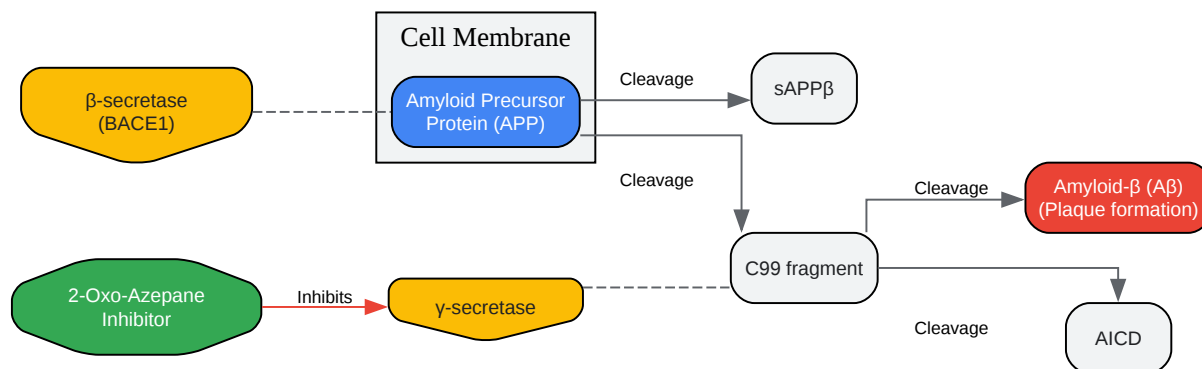 Cell Membrane
β-secretase
(BACE1)
Amyloid Precursor
Protein (APP)
Cleavage
sAPPβ
Cleavage
C99 fragment
Cleavage
Amyloid-β (Aβ)
(Plaque formation)
2-Oxo-Azepane
Inhibitor
Inhibits
γ-secretase
Cleavage
AICD